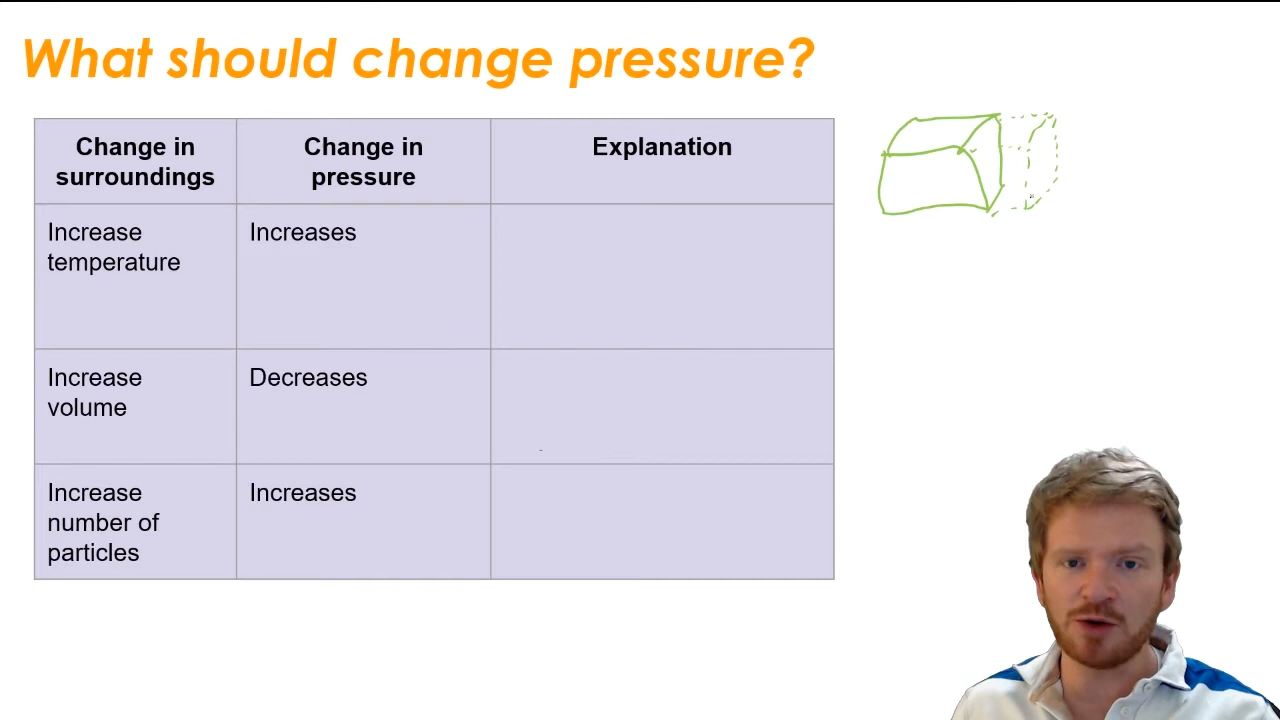 What should change pressure?
Change in surroundings
Change in pressure
Explanation
Increase temperature
Increases
Increase volume
Decreases
Increase number of particles
Increases